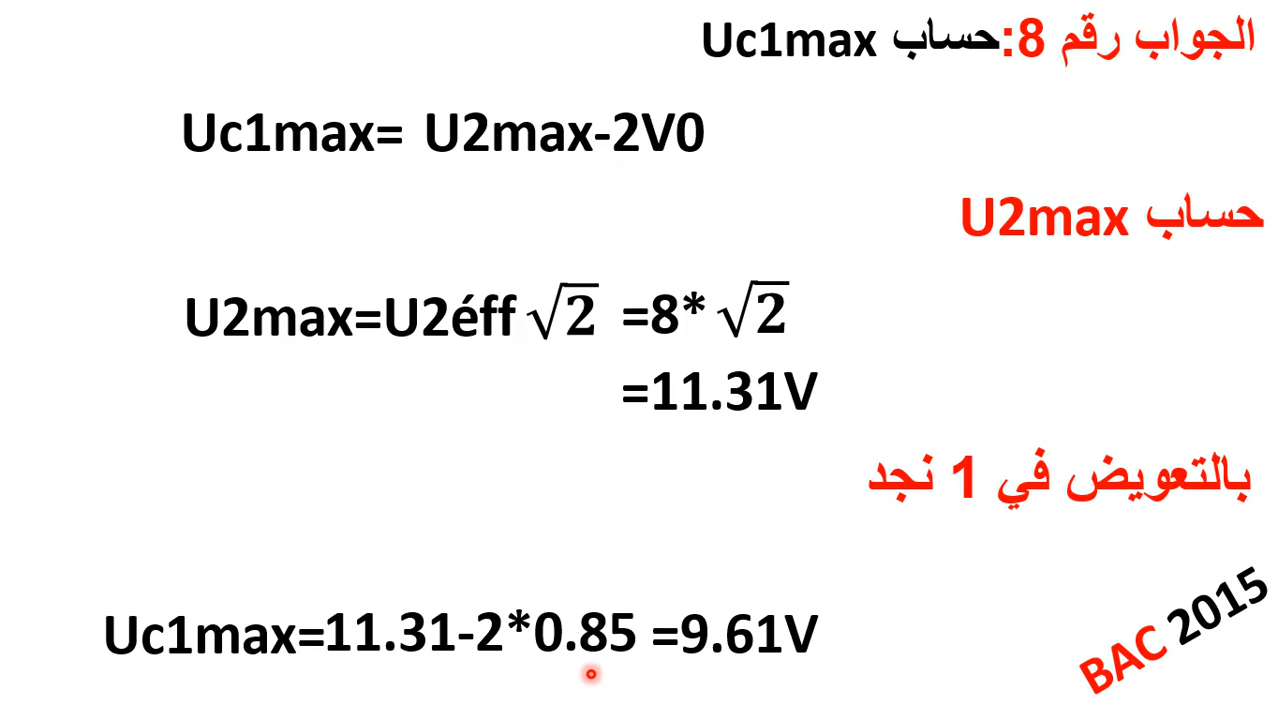 الجواب رقم 8:حساب Uc1max
Uc1max= U2max-2V0
حساب U2max
U2max=U2éff √2 =8* √2
=11.31V
بالتعويض في 1 نجد
Uc1max=11.31-2*0.85 =9.61V
BAC 2015